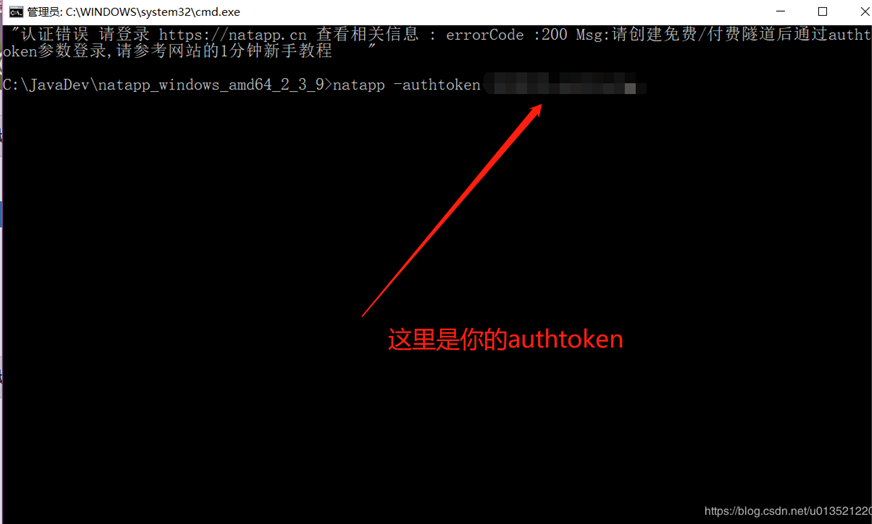 管理员: C:\WINDOWS\system32\cmd.exe
"认证错误 请登录 https://natapp.cn 查看相关信息 : errorCode :200 Msg:请创建免费/付费隧道后通过autht
oken参数登录,请参考网站的1分钟新手教程 "
C:\JavaDev\natapp_windows_amd64_2_3_9>natapp -authtoken
这里是你的authtoken
https://blog.csdn.net/u013521220